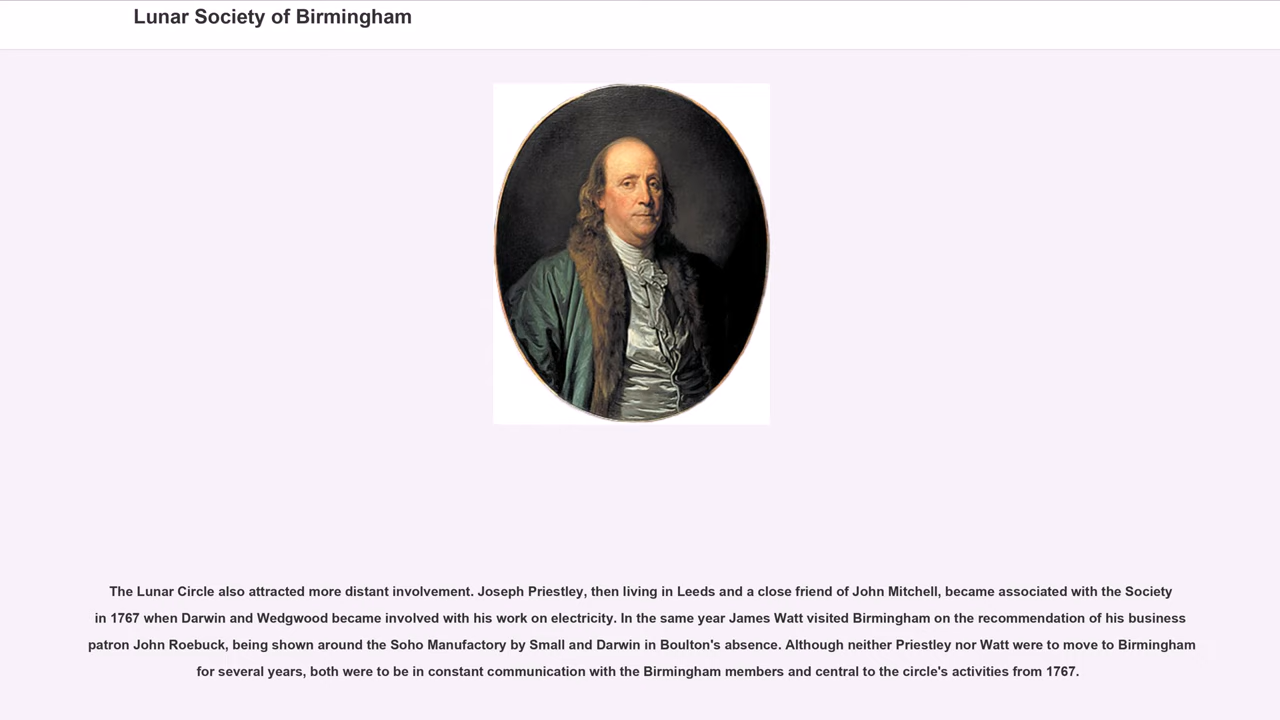 Lunar Society of Birmingham
The Lunar Circle also attracted more distant involvement. Joseph Priestley, then living in Leeds and a close friend of John Mitchell, became associated with the Society
in 1767 when Darwin and Wedgwood became involved with his work on electricity. In the same year James Watt visited Birmingham on the recommendation of his business
patron John Roebuck, being shown around the Soho Manufactory by Small and Darwin in Boulton's absence. Although neither Priestley nor Watt were to move to Birmingham
for several years, both were to be in constant communication with the Birmingham members and central to the circle's activities from 1767.